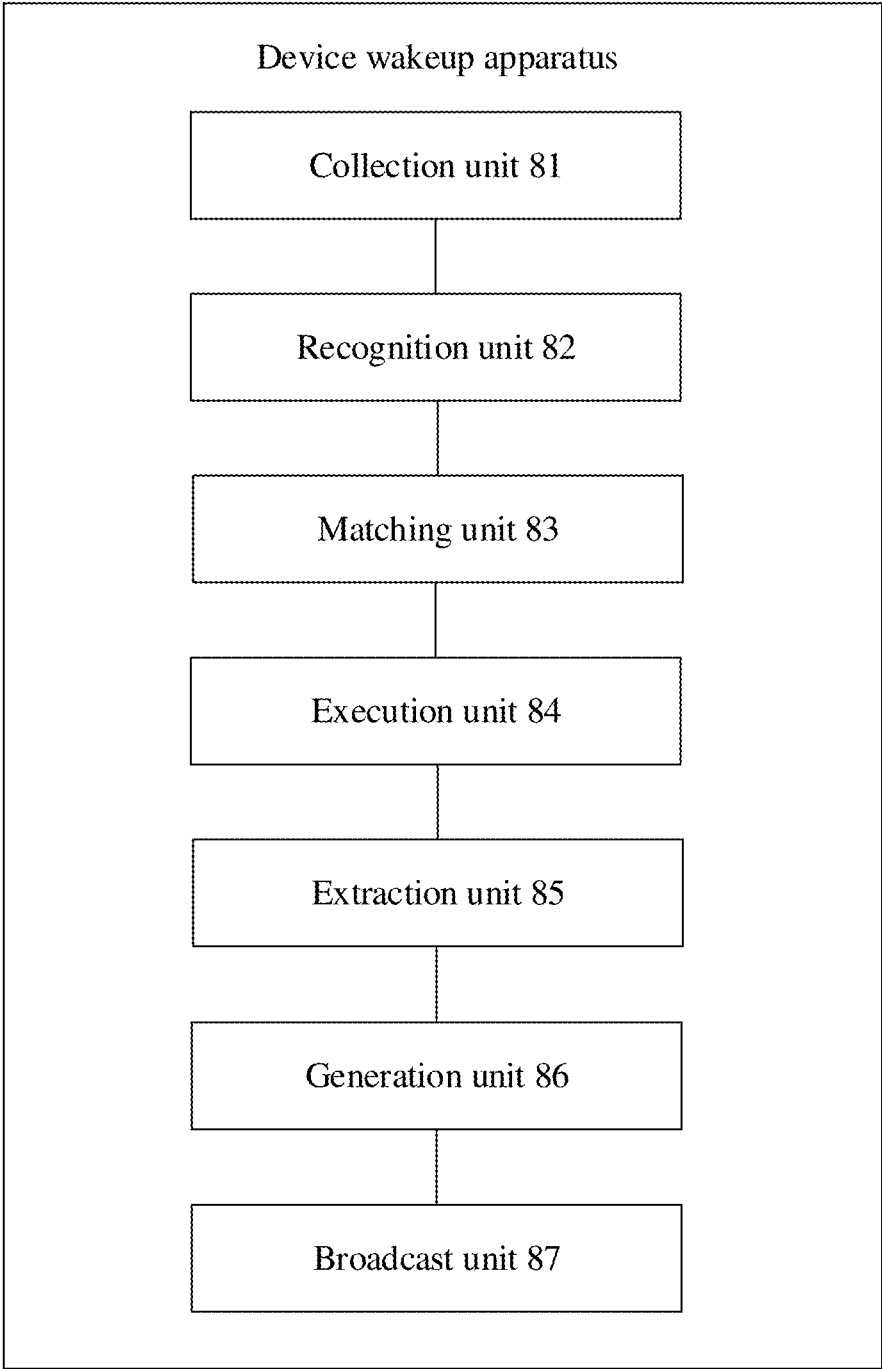 Device wakeup apparatus
Collection unit 81
Recognition unit 82
Matching unit 83
Execution unit 84
Extraction unit 85
Generation unit 86
Broadcast unit 87